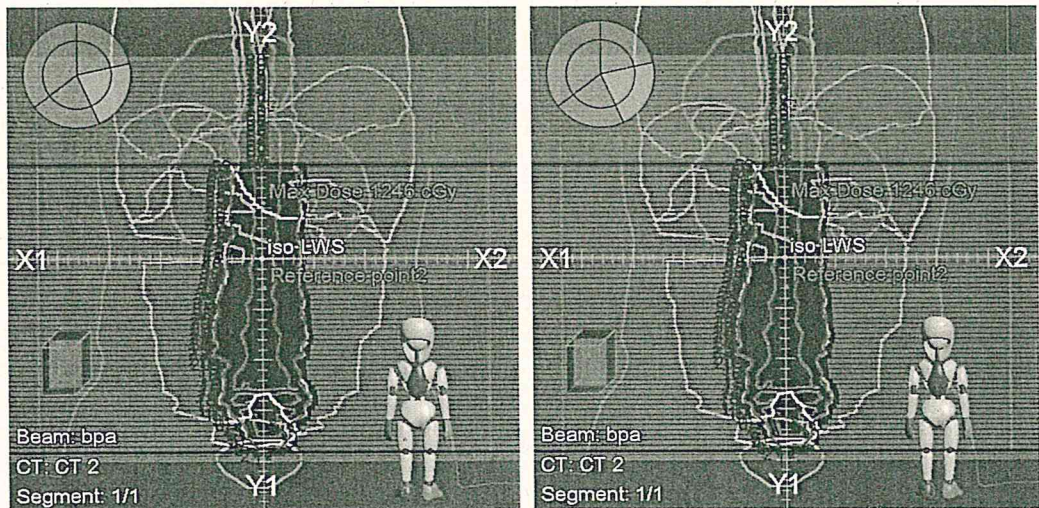 Y2
Max Dose 1246 cGy
iso LWS
X1
X2
Reference point2
Beam: bpa
CT: CT 2
Segment: 1/1
Y1
Y2
Max Dose 1246 cGy
iso LWS
X1
X2
Reference point2
Beam: bpa
CT: CT 2
Segment: 1/1
Y1